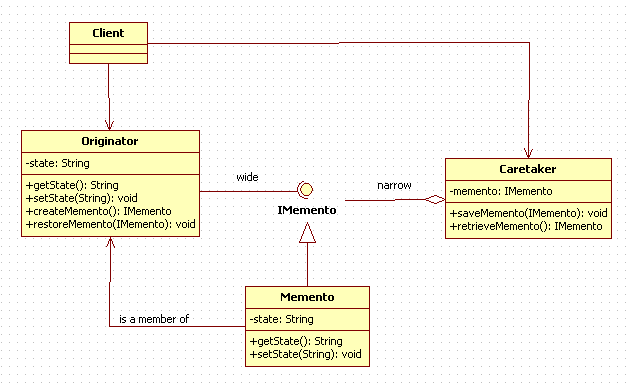 Client
Originator
-state: String
+getState(): String
+setState(String): void
+createMemento(): IMemento
+restoreMemento(IMemento): void
wide
IMemento
narrow
Caretaker
-memento: IMemento
+saveMemento(IMemento): void
+retrieveMemento(): IMemento
is a member of
Memento
-state: String
+getState(): String
+setState(String): void